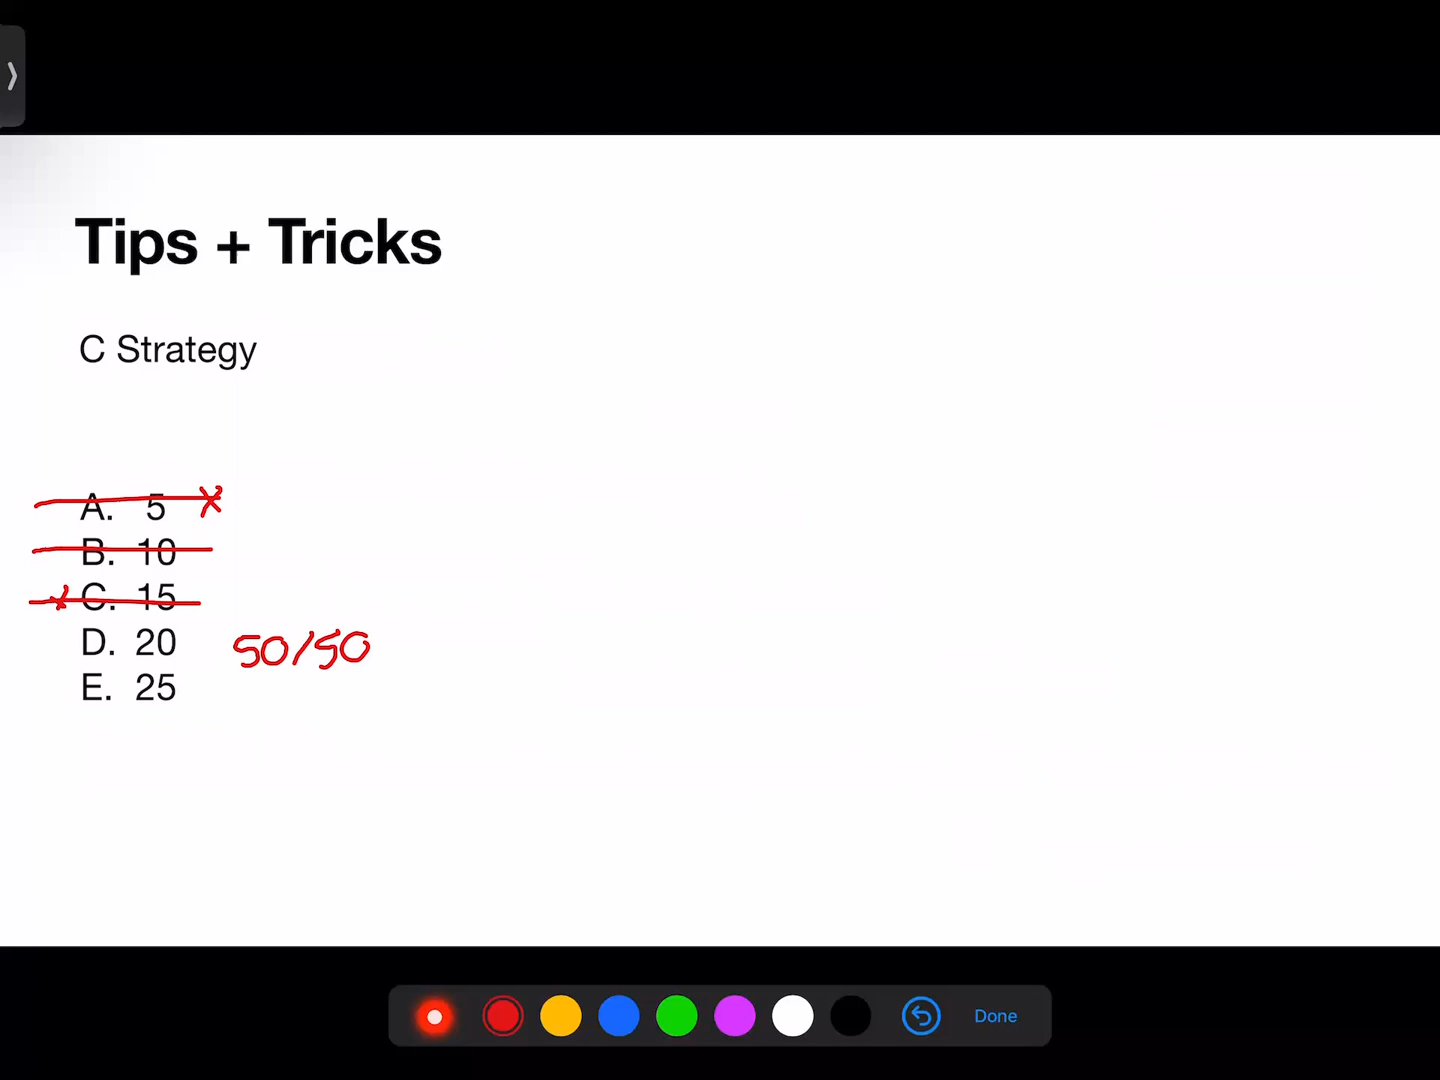 Tips + Tricks
C Strategy
A. 5 x
B. 10
x C. 15
D. 20 50/50
E. 25
Done